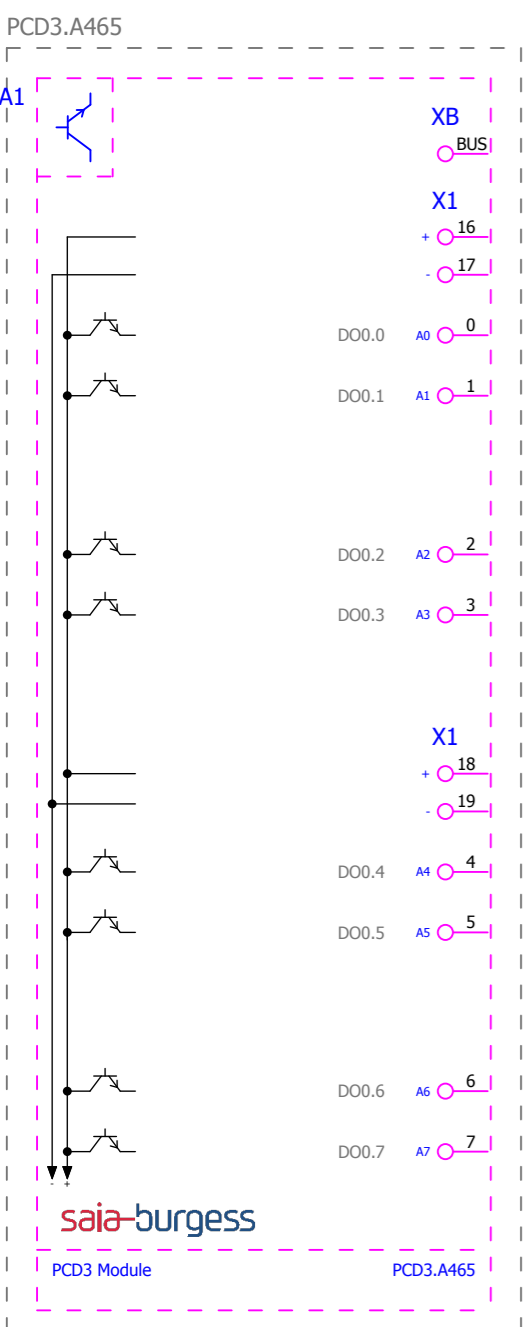 PCD3.A465
A1
XB
BUS
X1
+ 16
- 17
DO0.0 A0 0
DO0.1 A1 1
DO0.2 A2 2
DO0.3 A3 3
X1
+ 18
- 19
DO0.4 A4 4
DO0.5 A5 5
DO0.6 A6 6
DO0.7 A7 7
- +
saia-burgess
PCD3 Module PCD3.A465